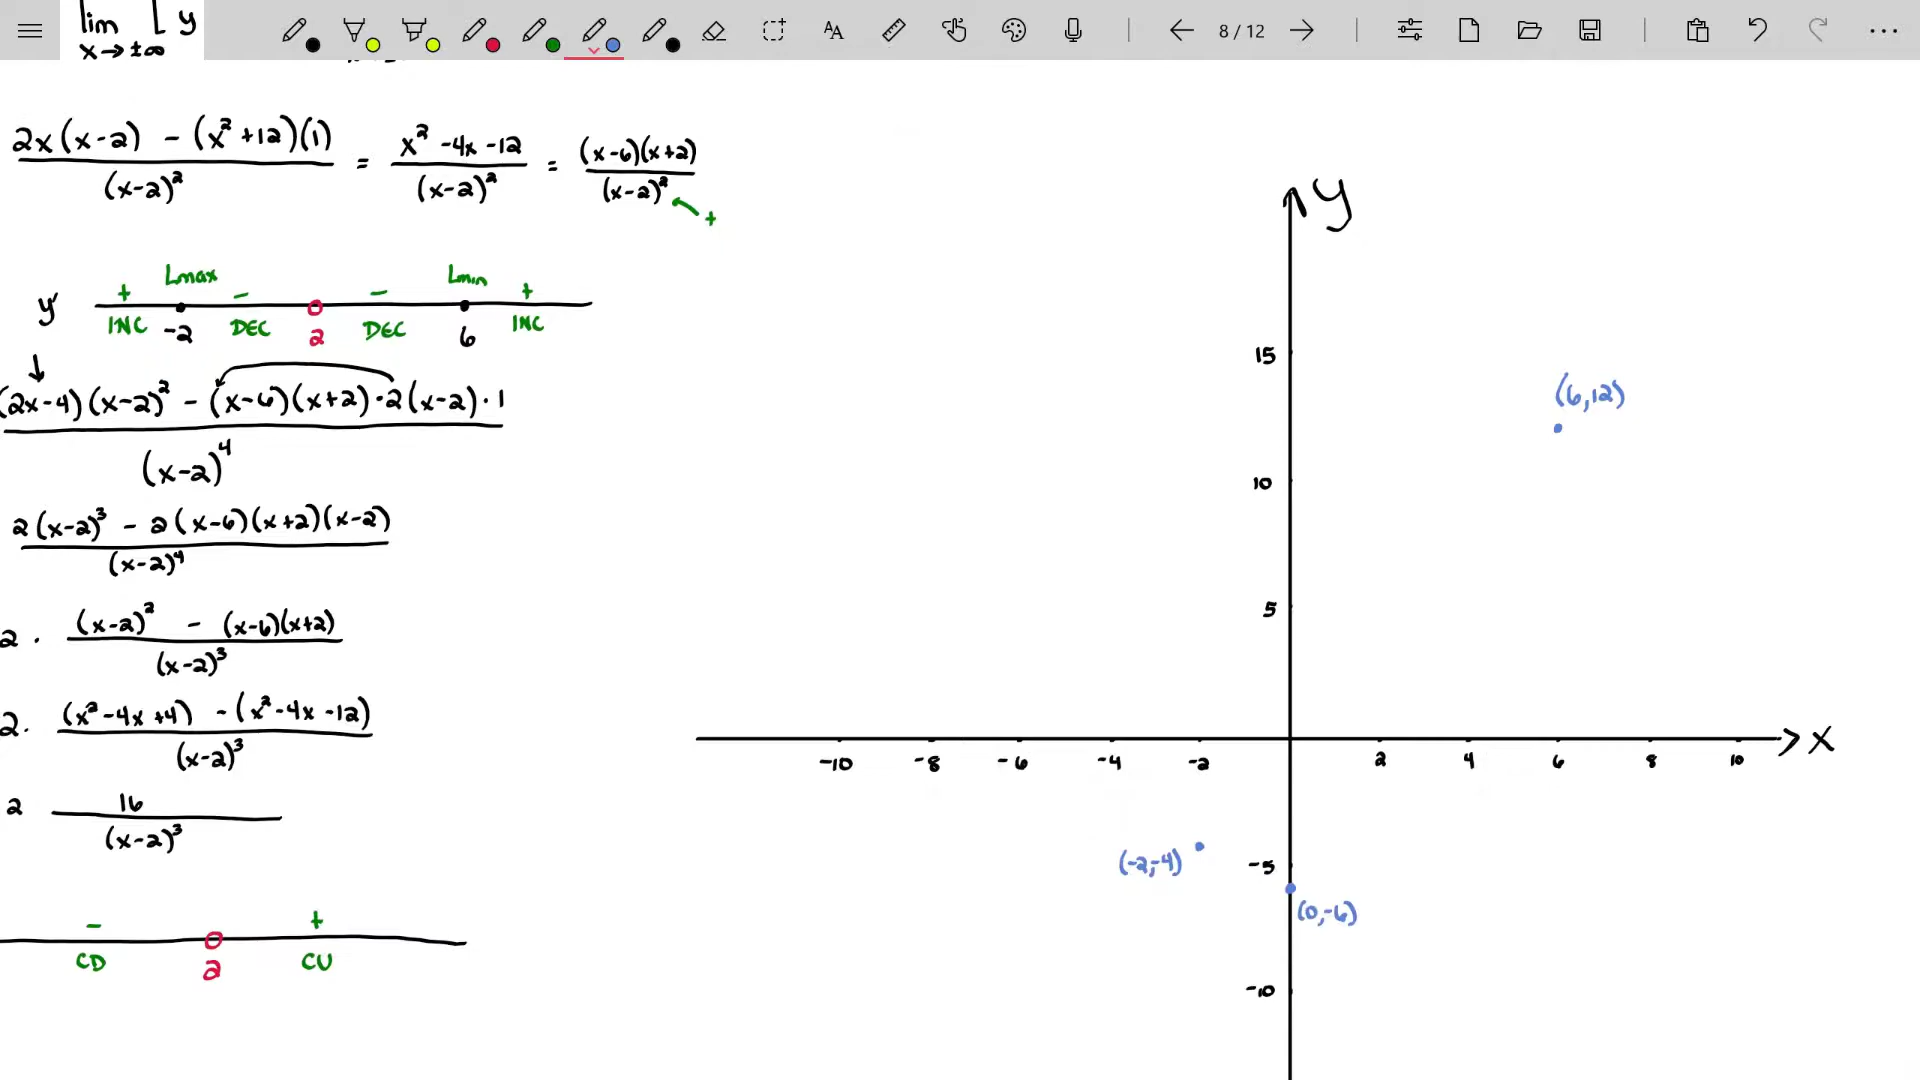 lim [ y
x→±∞
8 / 12
2x(x-2) - (x²+12)(1) / (x-2)² = x²-4x-12 / (x-2)² = (x-6)(x+2) / (x-2)²
+
+ Lmax - - Lmin +
y'
INC -2 DEC 2 DEC 6 INC
(2x-4)(x-2)² - (x-6)(x+2)·2(x-2)·1 / (x-2)⁴
2(x-2)³ - 2(x-6)(x+2)(x-2) / (x-2)⁴
2 · (x-2)² - (x-6)(x+2) / (x-2)³
2 · (x²-4x+4) - (x²-4x-12) / (x-2)³
2 16 / (x-2)³
- +
CD 2 CU
y
15
(6,12)
10
5
x
-10 -8 -6 -4 -2 2 4 6 8 10
(-2,-4)
-5
(0,-6)
-10